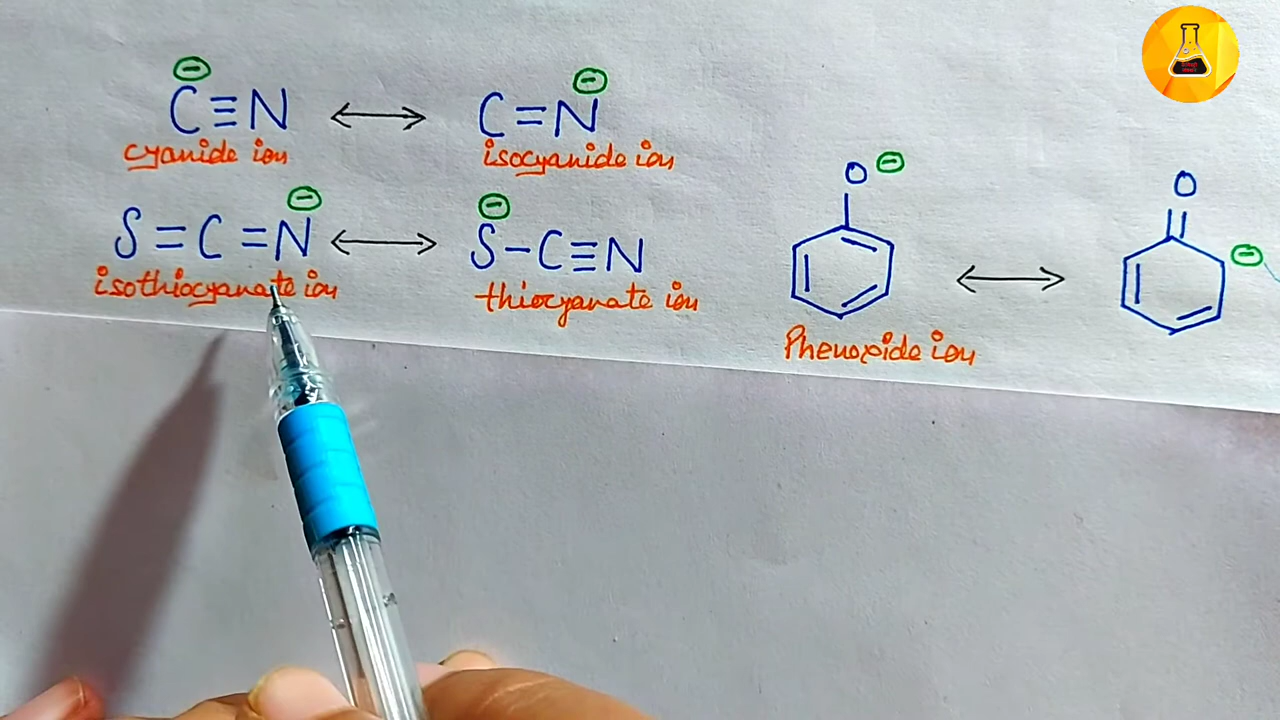 C≡N ⟷ C=N
cyanide ion isocyanide ion
S=C=N ⟷ S-C≡N
isothiocyanate ion thiocyanate ion
O O
Phenoxide ion